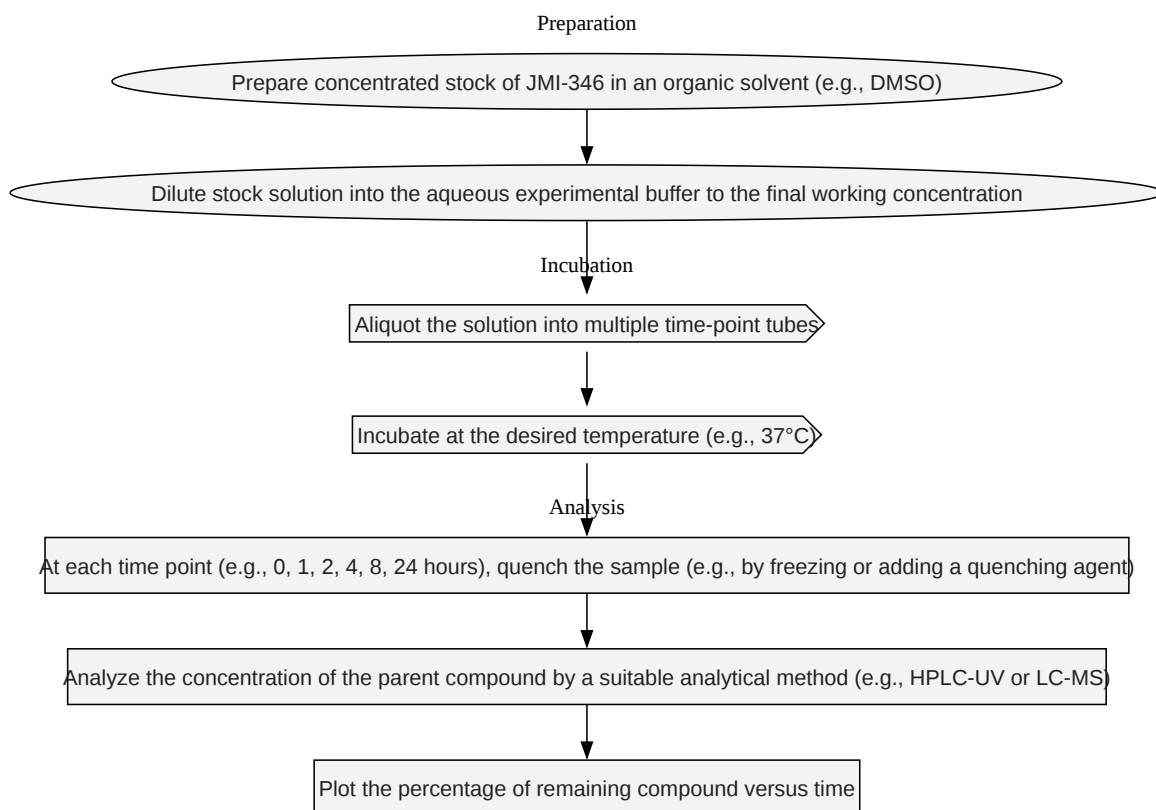 Preparation
Prepare concentrated stock of JMI-346 in an organic solvent (e.g., DMSO)
Dilute stock solution into the aqueous experimental buffer to the final working concentration
Incubation
Aliquot the solution into multiple time-point tubes
Incubate at the desired temperature (e.g., 37°C)
Analysis
At each time point (e.g., 0, 1, 2, 4, 8, 24 hours), quench the sample (e.g., by freezing or adding a quenching agent)
Analyze the concentration of the parent compound by a suitable analytical method (e.g., HPLC-UV or LC-MS)
Plot the percentage of remaining compound versus time